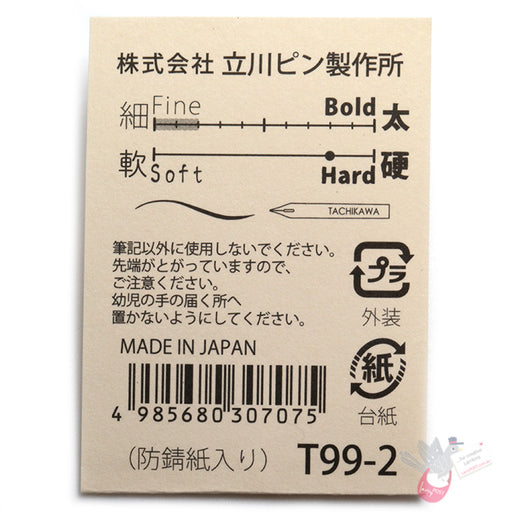 株式会社 立川ピン製作所
細 Fine Bold 太
軟 Soft Hard 硬
TACHIKAWA
筆記以外に使用しないでください。
先端がとがっていますので、
ご注意ください。
幼児の手の届く所へ
置かないようにしてください。
プラ
外装
MADE IN JAPAN
紙
台紙
4 985680 307075
(防錆紙入り) T99-2